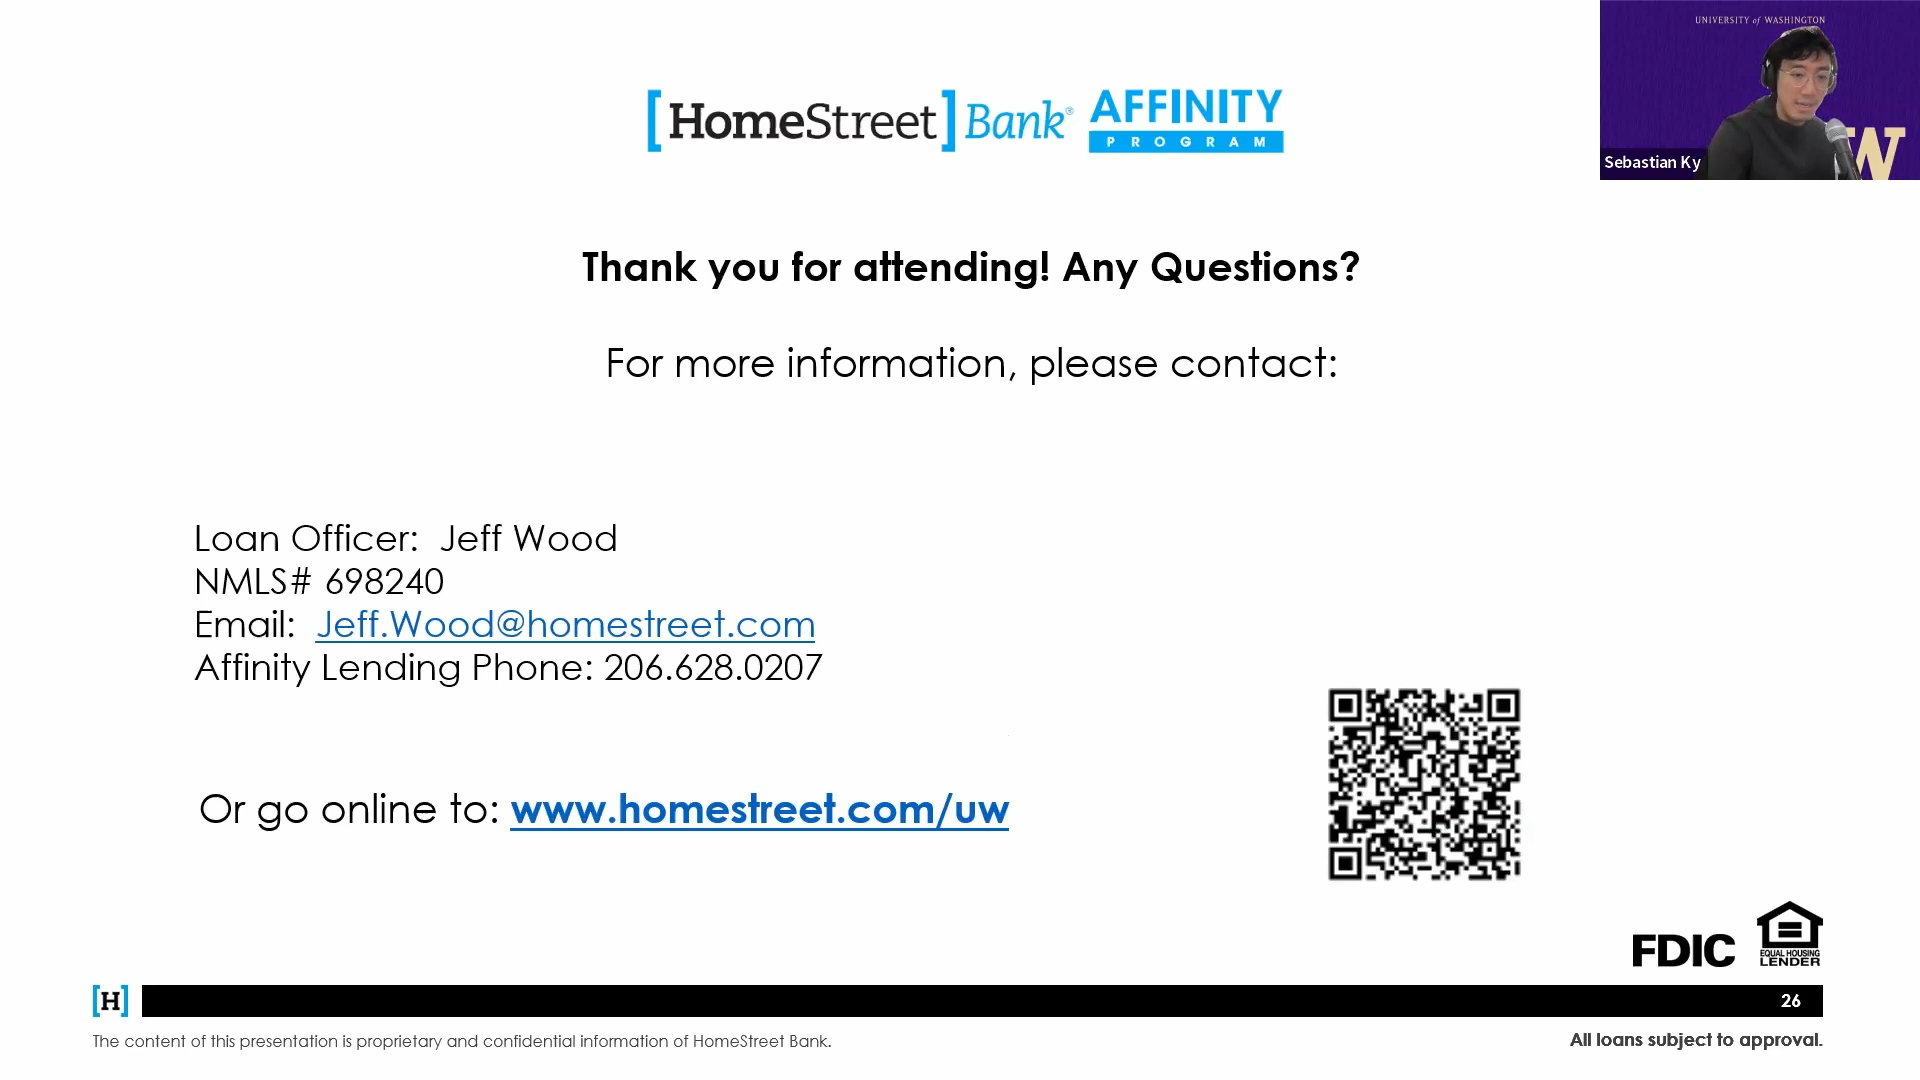 UNIVERSITY of WASHINGTON
W
Sebastian Ky
[HomeStreet] Bank® AFFINITY
PROGRAM
Thank you for attending! Any Questions?
For more information, please contact:
Loan Officer:  Jeff Wood
NMLS# 698240
Email:  Jeff.Wood@homestreet.com
Affinity Lending Phone: 206.628.0207
Or go online to: www.homestreet.com/uw
FDIC
EQUAL HOUSING
LENDER
[H]
26
The content of this presentation is proprietary and confidential information of HomeStreet Bank.
All loans subject to approval.